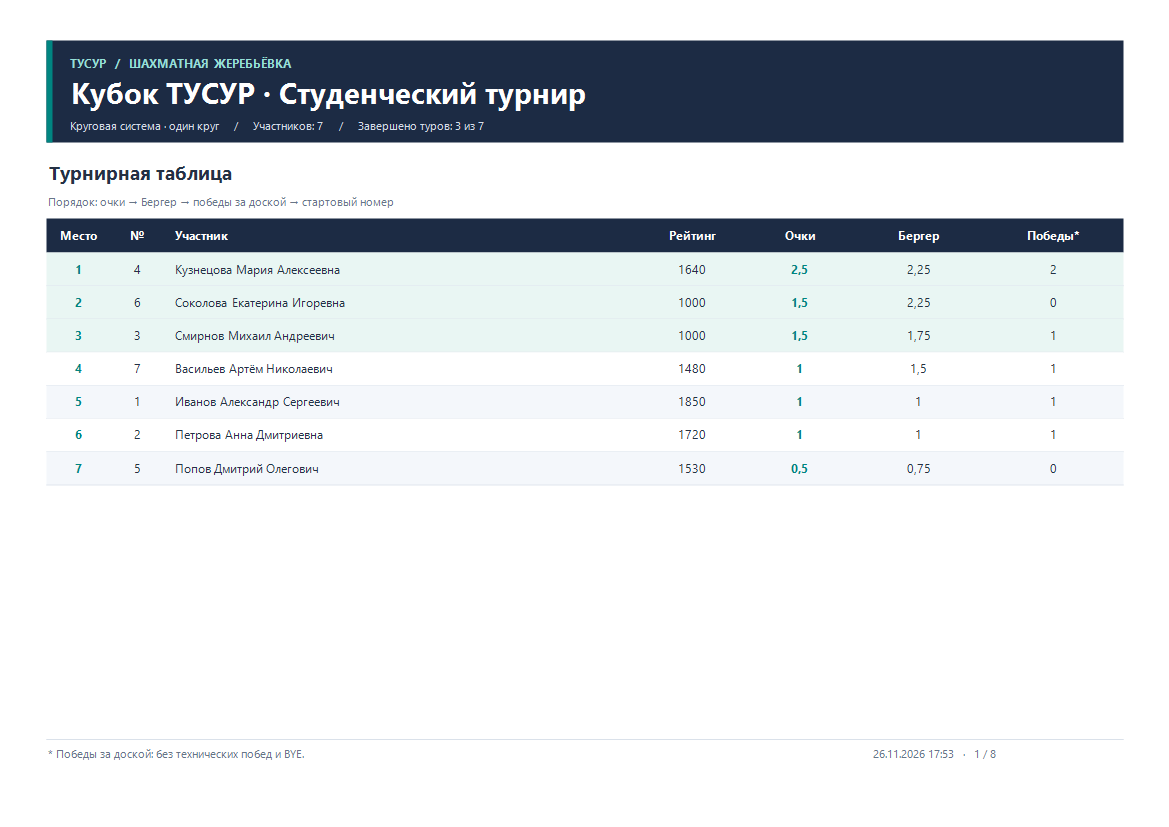 ТУСУР / ШАХМАТНАЯ ЖЕРЕБЬЁВКА
Кубок ТУСУР · Студенческий турнир
Круговая система · один круг / Участников: 7 / Завершено туров: 3 из 7
Турнирная таблица
Порядок: очки → Бергер → победы за доской → стартовый номер
Место № Участник Рейтинг Очки Бергер Победы*
1 4 Кузнецова Мария Алексеевна 1640 2,5 2,25 2
2 6 Соколова Екатерина Игоревна 1000 1,5 2,25 0
3 3 Смирнов Михаил Андреевич 1000 1,5 1,75 1
4 7 Васильев Артём Николаевич 1480 1 1,5 1
5 1 Иванов Александр Сергеевич 1850 1 1 1
6 2 Петрова Анна Дмитриевна 1720 1 1 1
7 5 Попов Дмитрий Олегович 1530 0,5 0,75 0
* Победы за доской: без технических побед и BYE. 26.11.2026 17:53 · 1 / 8